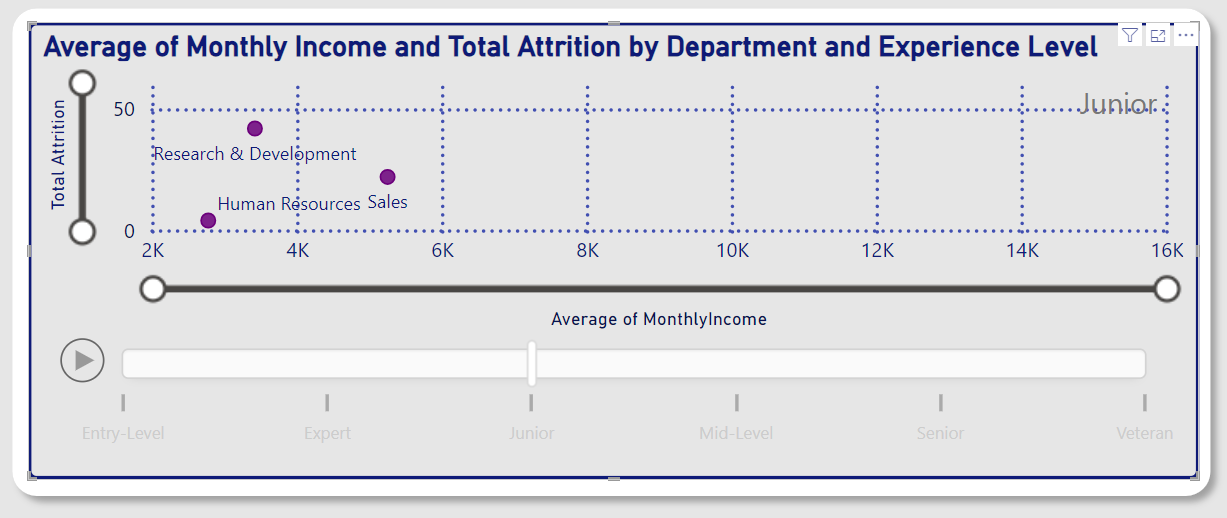 Average of Monthly Income and Total Attrition by Department and Experience Level
Junior
Total Attrition
50
0
Research & Development
Human Resources
Sales
2K 4K 6K 8K 10K 12K 14K 16K
Average of MonthlyIncome
Entry-Level Expert Junior Mid-Level Senior Veteran